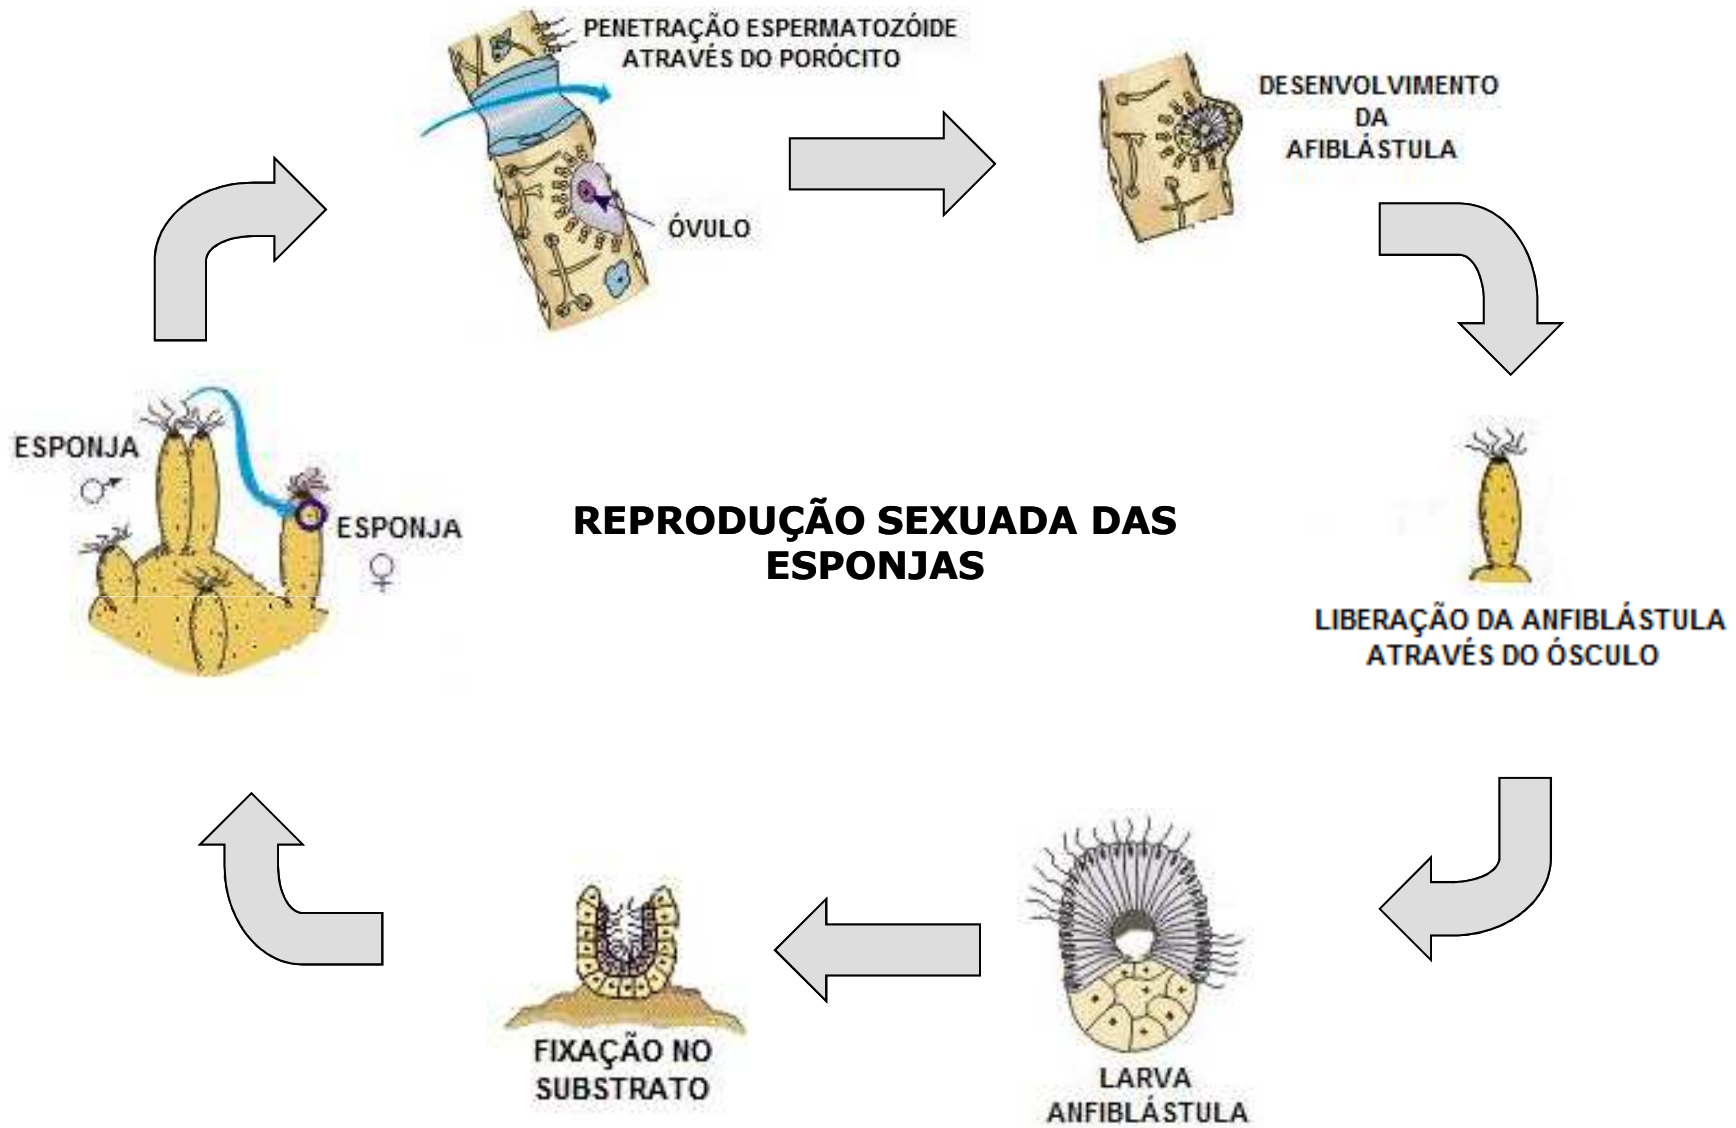 PENETRAÇÃO ESPERMATOZÓIDE
ATRAVÉS DO PORÓCITO
ÓVULO
DESENVOLVIMENTO
DA
AFIBLÁSTULA
ESPONJA
♂
ESPONJA
♀
REPRODUÇÃO SEXUADA DAS
ESPONJAS
LIBERAÇÃO DA ANFIBLÁSTULA
ATRAVÉS DO ÓSCULO
FIXAÇÃO NO
SUBSTRATO
LARVA
ANFIBLÁSTULA